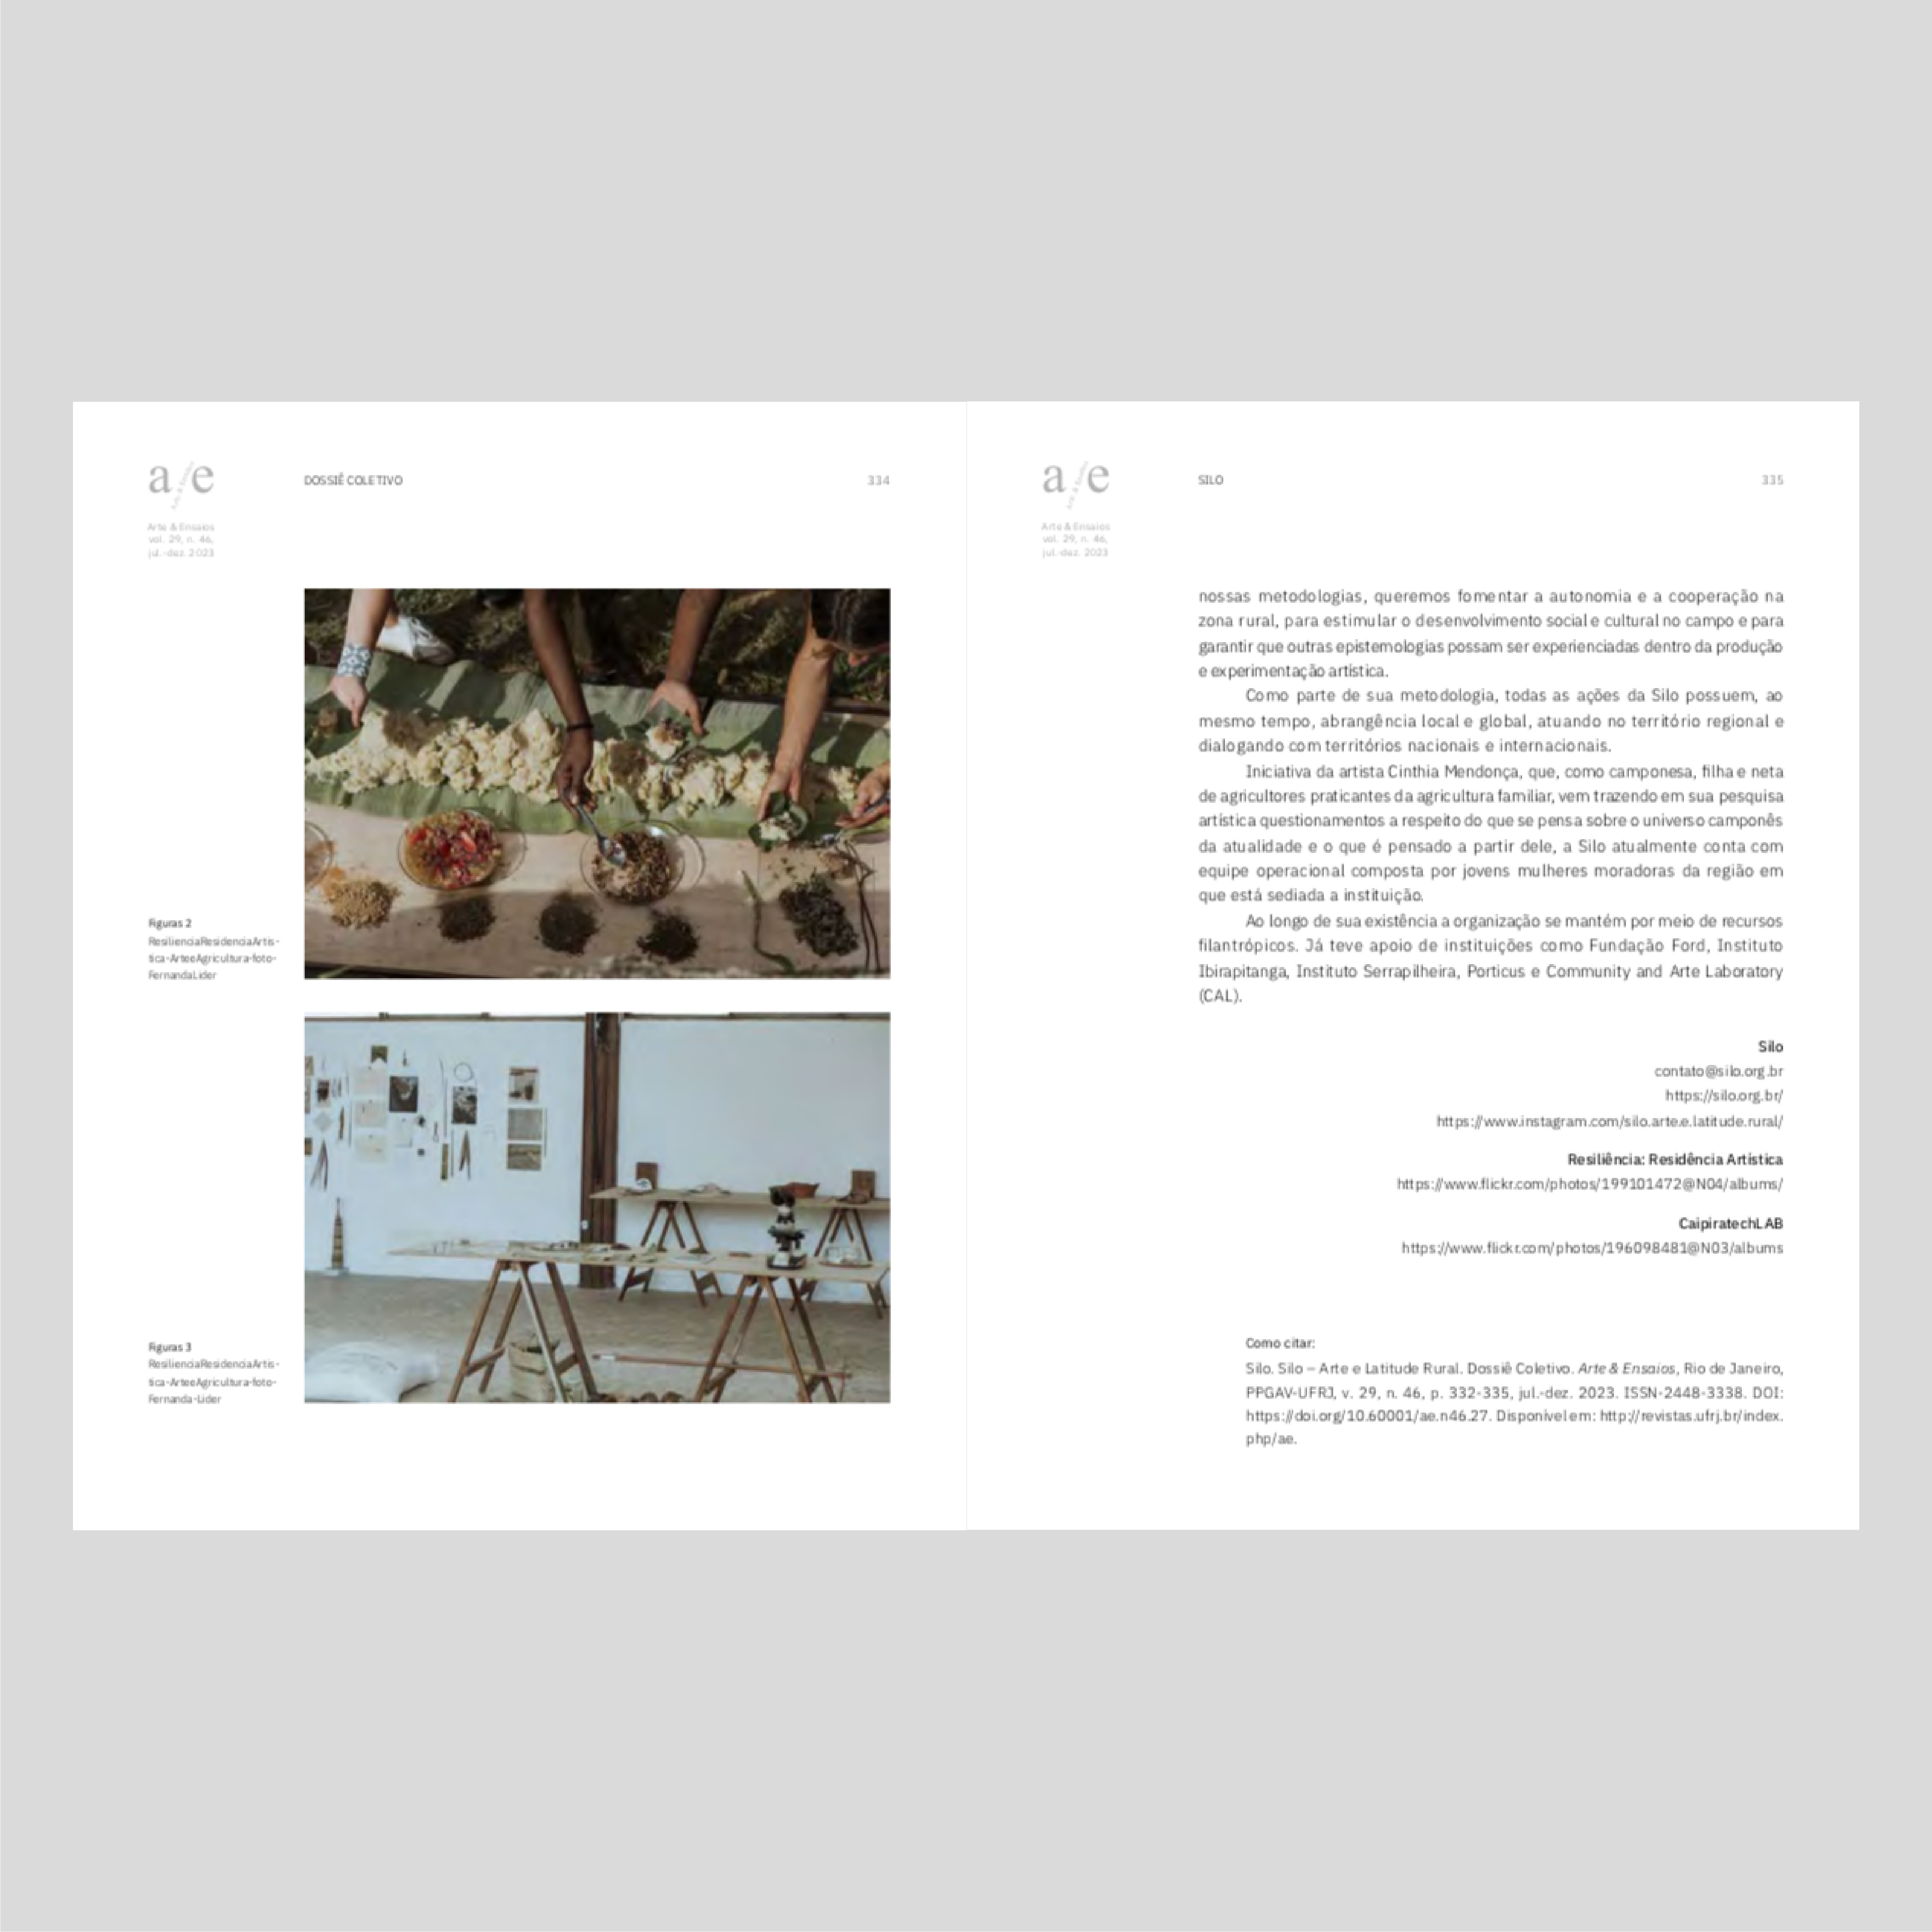 a/e
Arte & Ensaios
Arte & Ensaios
vol. 29, n. 46,
jul.-dez. 2023
DOSSIÊ COLETIVO
334
Figuras 2
ResilienciaResidenciaArtis-
tica-ArteeAgricultura-foto-
FernandaLider
Figuras 3
ResilienciaResidenciaArtis-
tica-ArteeAgricultura-foto-
Fernanda-Lider
a/e
Arte & Ensaios
Arte & Ensaios
vol. 29, n. 46,
jul.-dez. 2023
SILO
335
nossas metodologias, queremos fomentar a autonomia e a cooperação na
zona rural, para estimular o desenvolvimento social e cultural no campo e para
garantir que outras epistemologias possam ser experienciadas dentro da produção
e experimentação artística.
Como parte de sua metodologia, todas as ações da Silo possuem, ao
mesmo tempo, abrangência local e global, atuando no território regional e
dialogando com territórios nacionais e internacionais.
Iniciativa da artista Cinthia Mendonça, que, como camponesa, filha e neta
de agricultores praticantes da agricultura familiar, vem trazendo em sua pesquisa
artística questionamentos a respeito do que se pensa sobre o universo camponês
da atualidade e o que é pensado a partir dele, a Silo atualmente conta com
equipe operacional composta por jovens mulheres moradoras da região em
que está sediada a instituição.
Ao longo de sua existência a organização se mantém por meio de recursos
filantrópicos. Já teve apoio de instituições como Fundação Ford, Instituto
Ibirapitanga, Instituto Serrapilheira, Porticus e Community and Arte Laboratory
(CAL).
Silo
contato@silo.org.br
https://silo.org.br/
https://www.instagram.com/silo.arte.e.latitude.rural/
Resiliência: Residência Artística
https://www.flickr.com/photos/199101472@N04/albums/
CaipiratechLAB
https://www.flickr.com/photos/196098481@N03/albums
Como citar:
Silo. Silo – Arte e Latitude Rural. Dossiê Coletivo. Arte & Ensaios, Rio de Janeiro,
PPGAV-UFRJ, v. 29, n. 46, p. 332-335, jul.-dez. 2023. ISSN-2448-3338. DOI:
https://doi.org/10.60001/ae.n46.27. Disponível em: http://revistas.ufrj.br/index.
php/ae.